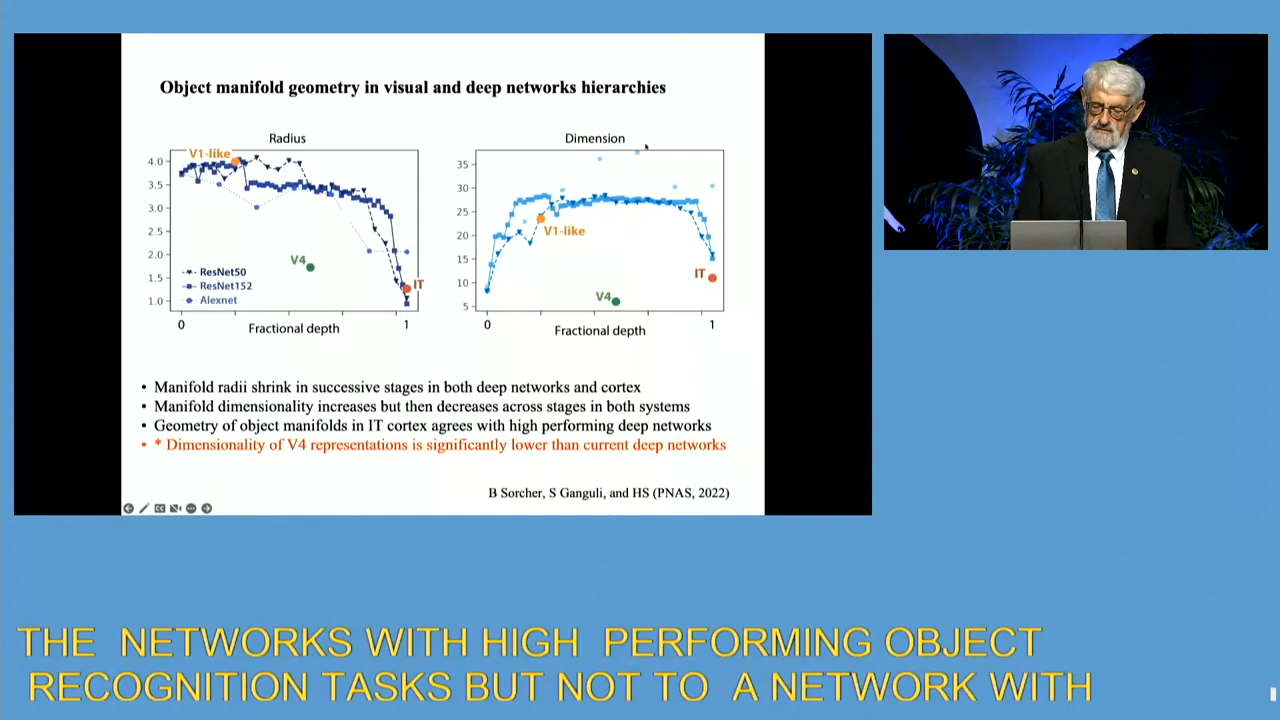 Object manifold geometry in visual and deep networks hierarchies
Radius
V1-like
4.0
3.5
3.0
2.5
2.0
1.5
1.0
V4
IT
ResNet50
ResNet152
Alexnet
0
1
Fractional depth
Dimension
35
30
25
20
15
10
5
V1-like
IT
V4
0
1
Fractional depth
• Manifold radii shrink in successive stages in both deep networks and cortex
• Manifold dimensionality increases but then decreases across stages in both systems
• Geometry of object manifolds in IT cortex agrees with high performing deep networks
• * Dimensionality of V4 representations is significantly lower than current deep networks
B Sorcher, S Ganguli, and HS (PNAS, 2022)
THE NETWORKS WITH HIGH PERFORMING OBJECT
RECOGNITION TASKS BUT NOT TO A NETWORK WITH